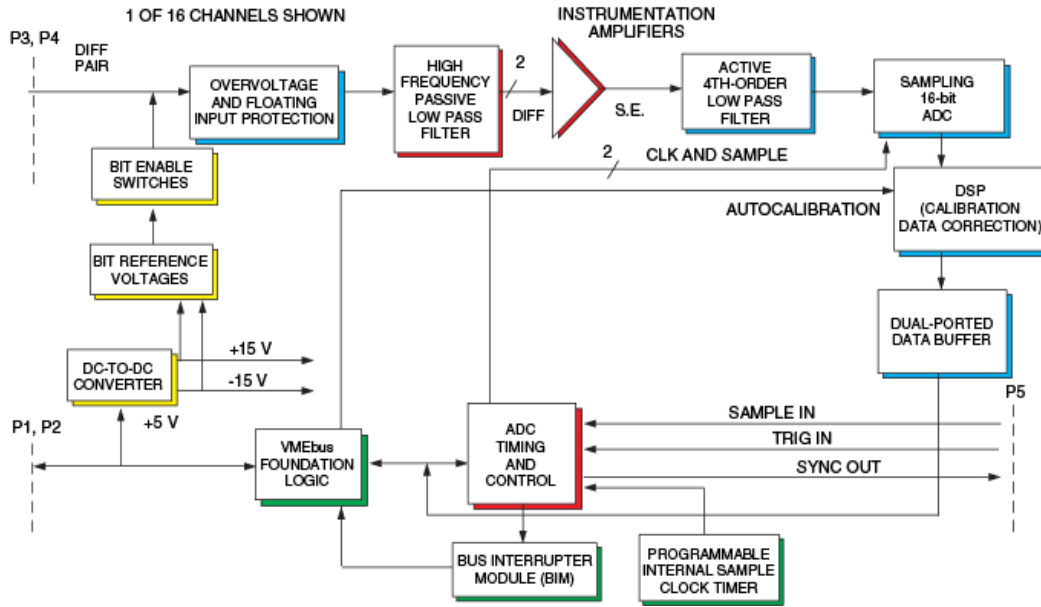 1 OF 16 CHANNELS SHOWN
INSTRUMENTATION
AMPLIFIERS
P3, P4
DIFF
PAIR
OVERVOLTAGE
AND FLOATING
INPUT PROTECTION
HIGH
FREQUENCY
PASSIVE
LOW PASS
FILTER
2
DIFF
S.E.
ACTIVE
4TH-ORDER
LOW PASS
FILTER
SAMPLING
16-bit
ADC
BIT ENABLE
SWITCHES
2
CLK AND SAMPLE
AUTOCALIBRATION
DSP
(CALIBRATION
DATA CORRECTION)
BIT REFERENCE
VOLTAGES
DUAL-PORTED
DATA BUFFER
DC-TO-DC
CONVERTER
+15 V
-15 V
+5 V
P1, P2
VMEbus
FOUNDATION
LOGIC
ADC
TIMING
AND
CONTROL
P5
SAMPLE IN
TRIG IN
SYNC OUT
BUS INTERRUPTER
MODULE (BIM)
PROGRAMMABLE
INTERNAL SAMPLE
CLOCK TIMER